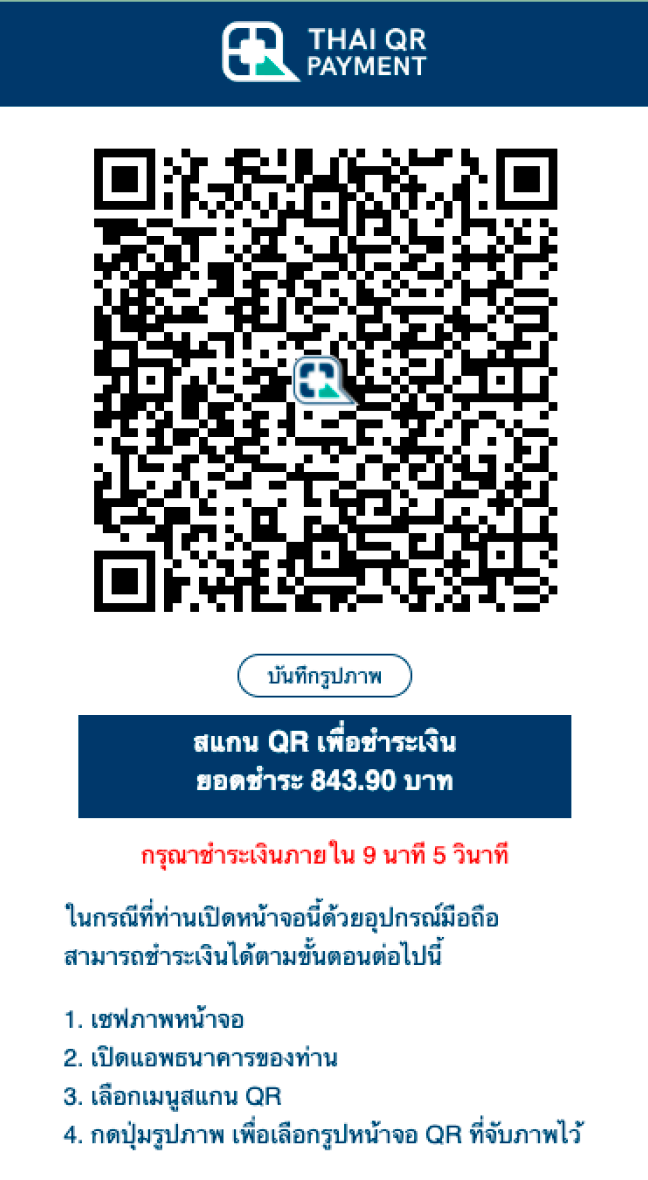 THAI QR
PAYMENT
บันทึกรูปภาพ
สแกน QR เพื่อชำระเงิน
ยอดชำระ 843.90 บาท
กรุณาชำระเงินภายใน 9 นาที 5 วินาที
ในกรณีที่ท่านเปิดหน้าจอนี้ด้วยอุปกรณ์มือถือ
สามารถชำระเงินได้ตามขั้นตอนต่อไปนี้
1. เซฟภาพหน้าจอ
2. เปิดแอพธนาคารของท่าน
3. เลือกเมนูสแกน QR
4. กดปุ่มรูปภาพ เพื่อเลือกรูปหน้าจอ QR ที่จับภาพไว้